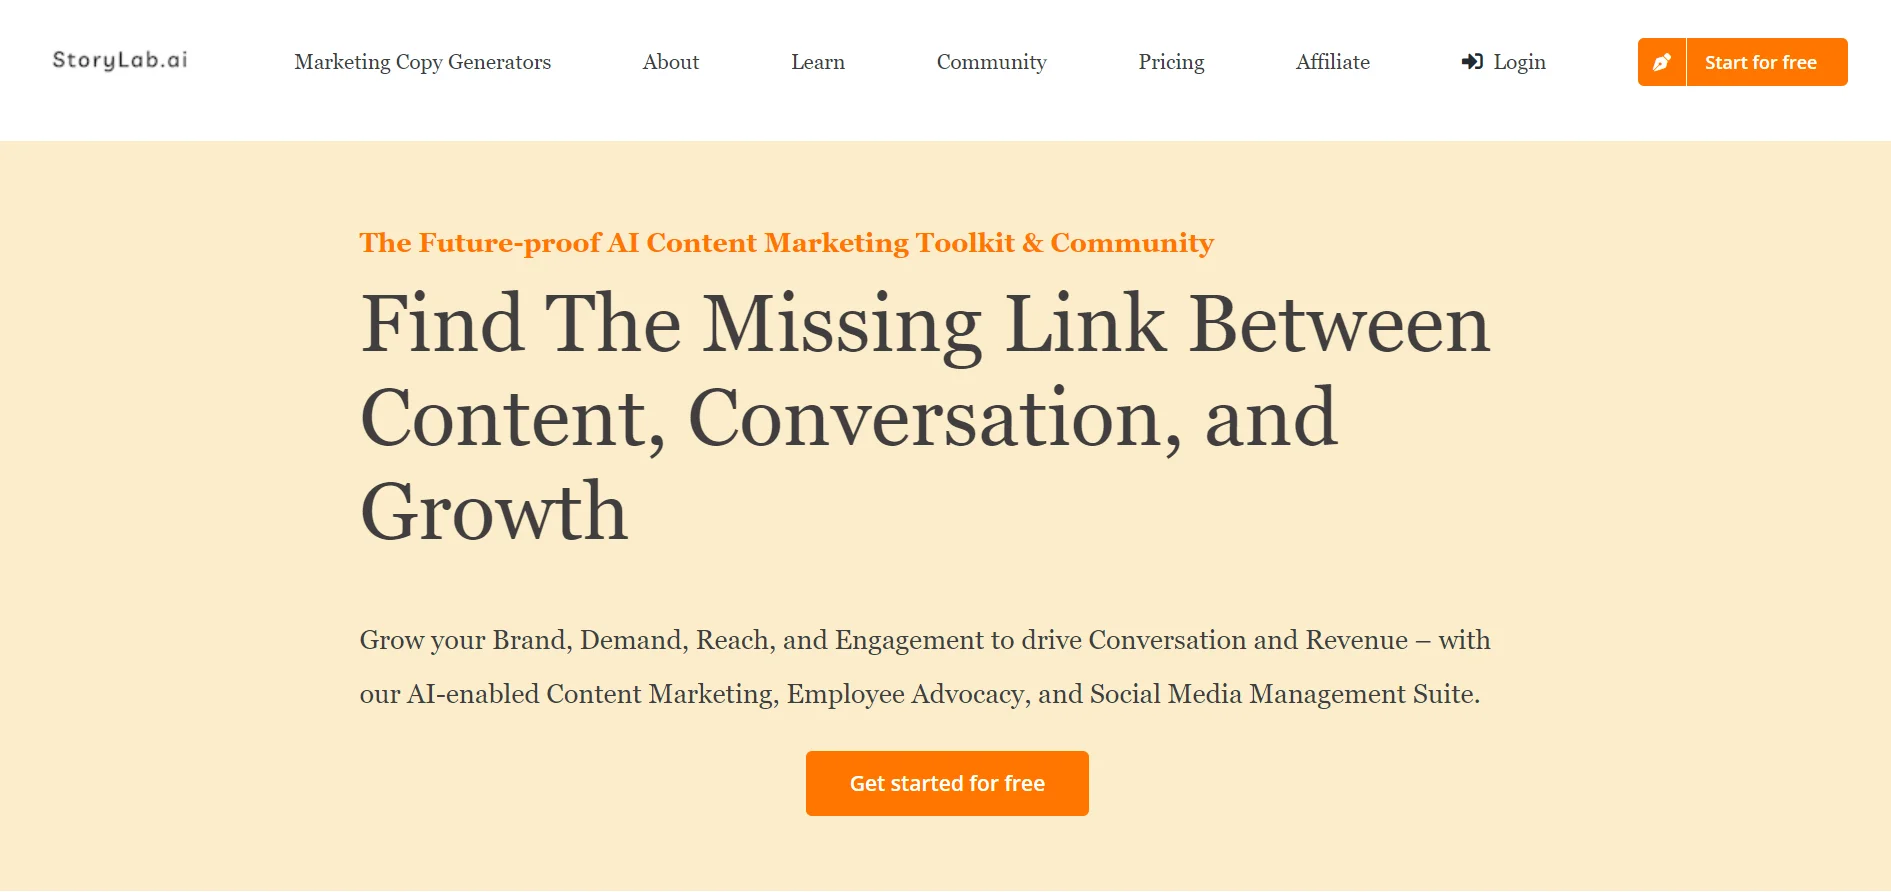 StoryLab.ai
Marketing Copy Generators
About
Learn
Community
Pricing
Affiliate
Login
Start for free
The Future-proof AI Content Marketing Toolkit & Community
Find The Missing Link Between
Content, Conversation, and
Growth
Grow your Brand, Demand, Reach, and Engagement to drive Conversation and Revenue – with
our AI-enabled Content Marketing, Employee Advocacy, and Social Media Management Suite.
Get started for free